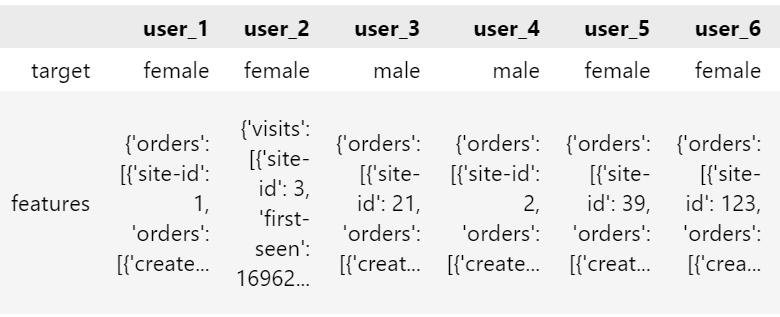 user_1 user_2 user_3 user_4 user_5 user_6
target female female male male female female
features
{'orders':
[{'site-id':
1,
'orders':
[{'create...
{'visits':
[{'site-
id': 3,
'first-
seen':
16962...
{'orders':
[{'site-
id': 21,
'orders':
[{'creat...
{'orders':
[{'site-id':
2,
'orders':
[{'create...
{'orders':
[{'site-
id': 39,
'orders':
[{'creat...
{'orders':
[{'site-
id': 123,
'orders':
[{'crea...